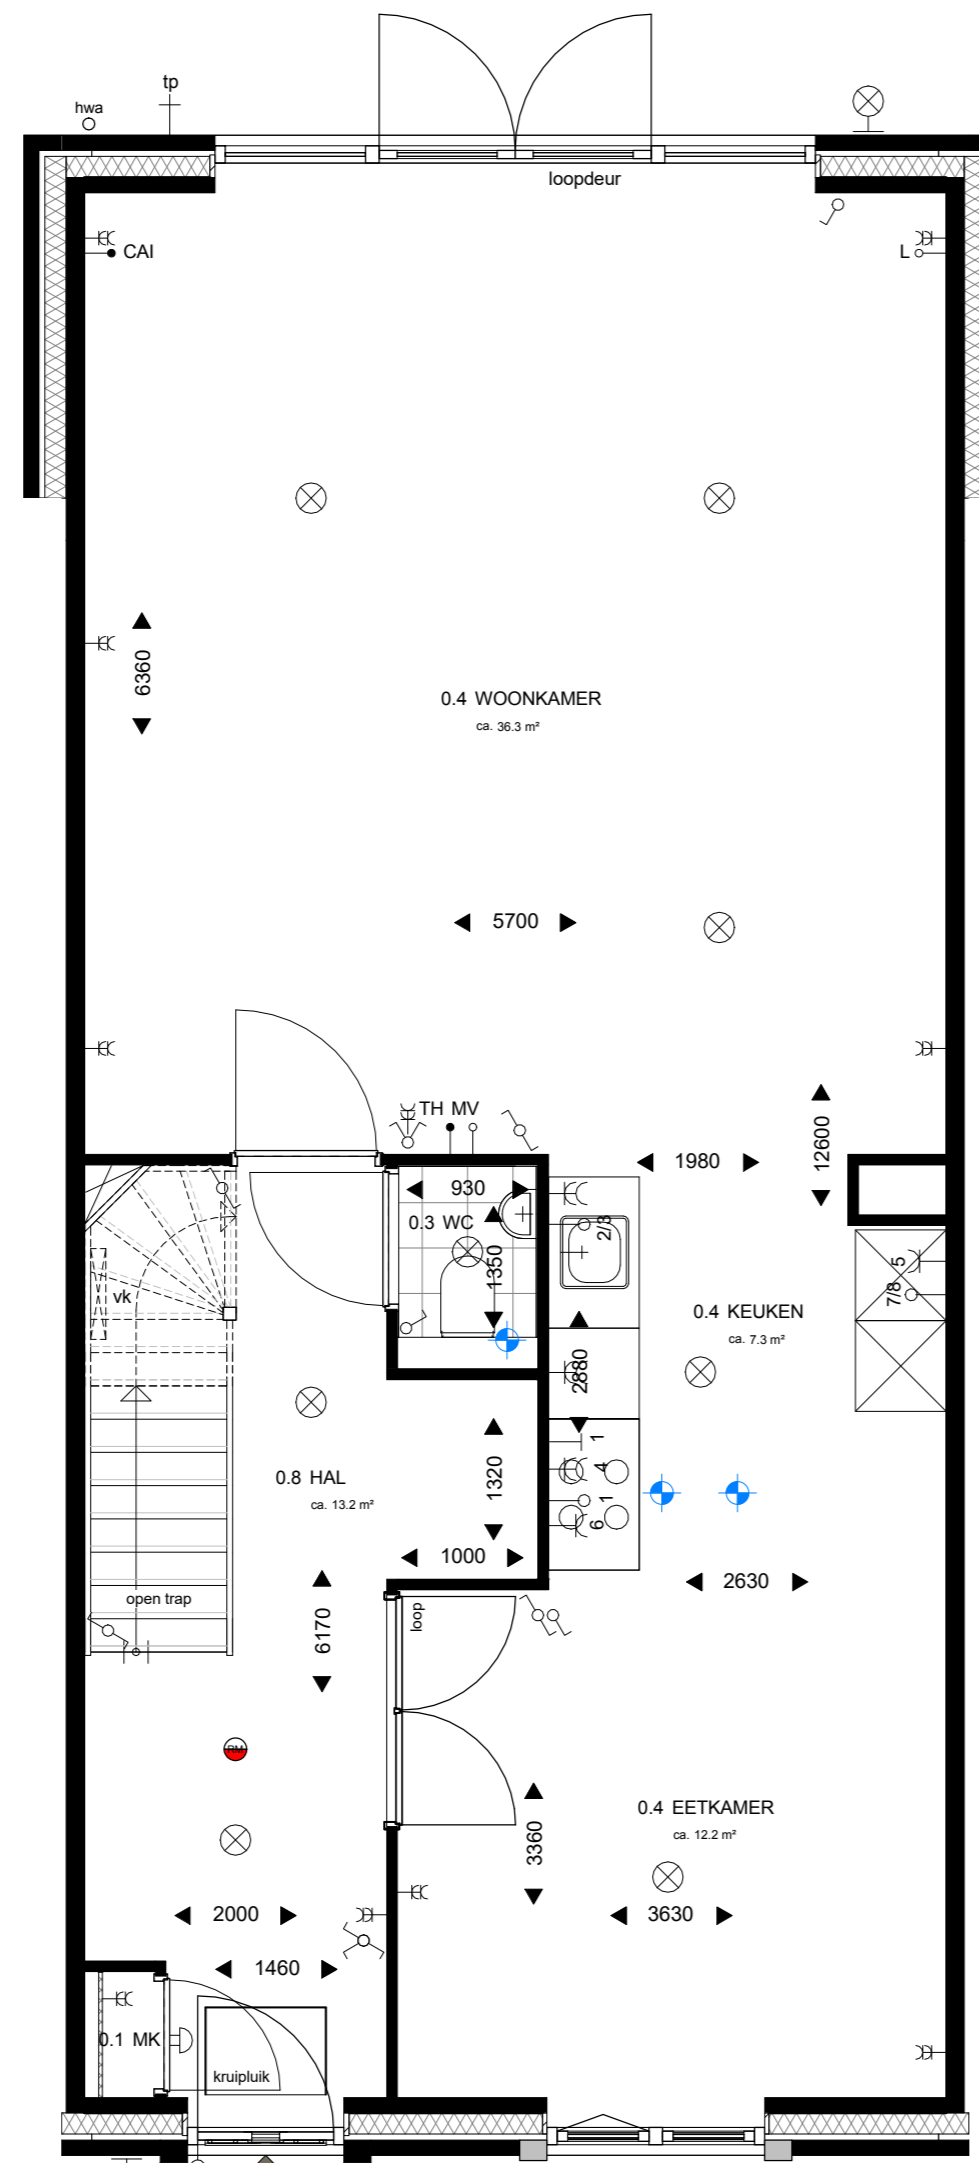 tp
hwa
loopdeur
CAI
L
6360
0.4 WOONKAMER
ca. 36.3 m²
5700
12600
TH MV
1980
930
0.3 WC
1350
2/3
5
7/8
vk
0.4 KEUKEN
ca. 7.3 m²
2880
1
4
1
6
0.8 HAL
ca. 13.2 m²
1320
1000
2630
open trap
loop
6170
RM
0.4 EETKAMER
ca. 12.2 m²
3360
2000
3630
1460
0.1 MK
kruipluik